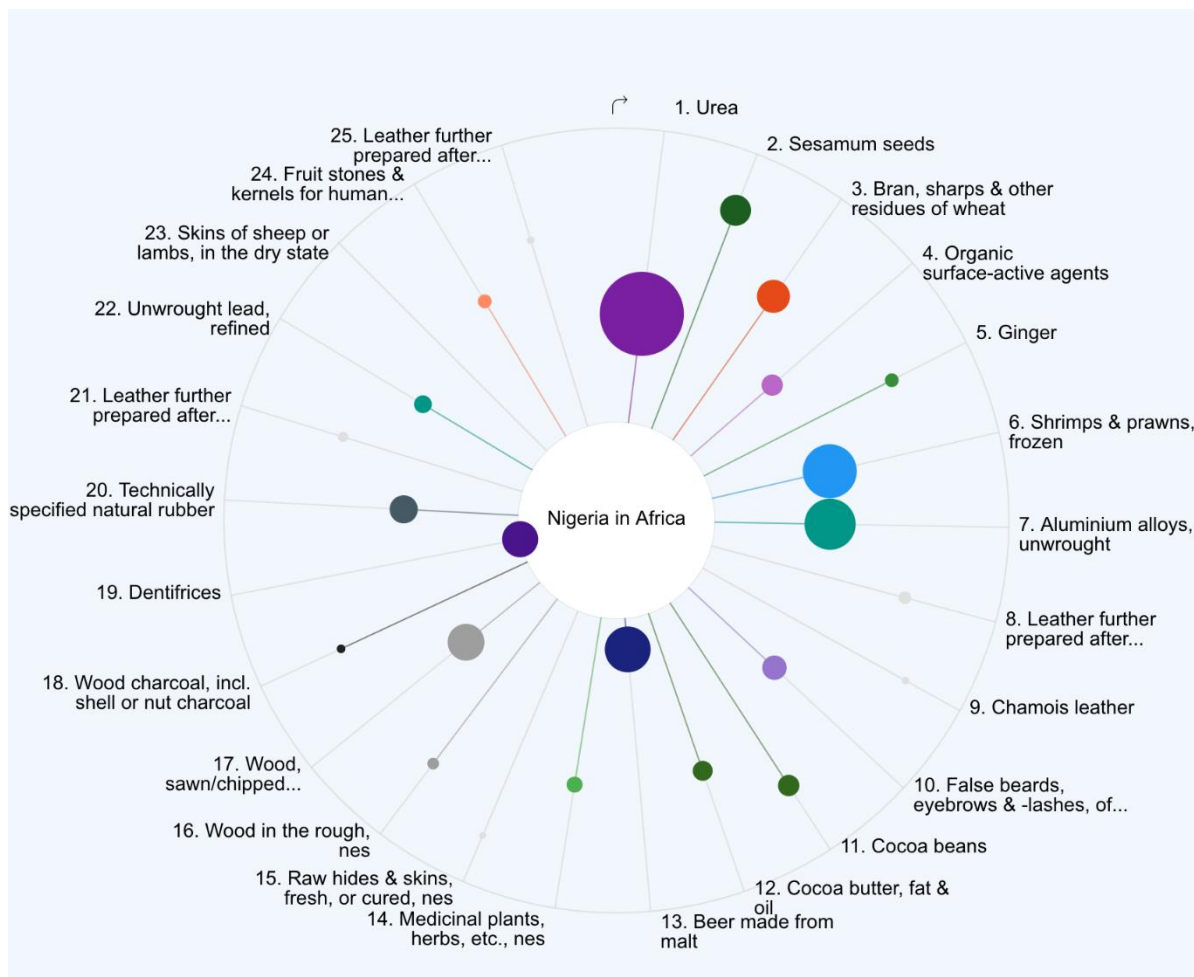 1. Urea
2. Sesamum seeds
3. Bran, sharps & other
residues of wheat
4. Organic
surface-active agents
5. Ginger
6. Shrimps & prawns,
frozen
7. Aluminium alloys,
unwrought
8. Leather further
prepared after...
9. Chamois leather
10. False beards,
eyebrows & -lashes, of...
11. Cocoa beans
12. Cocoa butter, fat &
oil
13. Beer made from
malt
14. Medicinal plants,
herbs, etc., nes
15. Raw hides & skins,
fresh, or cured, nes
16. Wood in the rough,
nes
17. Wood,
sawn/chipped...
18. Wood charcoal, incl.
shell or nut charcoal
19. Dentifrices
20. Technically
specified natural rubber
21. Leather further
prepared after...
22. Unwrought lead,
refined
23. Skins of sheep or
lambs, in the dry state
24. Fruit stones &
kernels for human...
25. Leather further
prepared after...
Nigeria in Africa